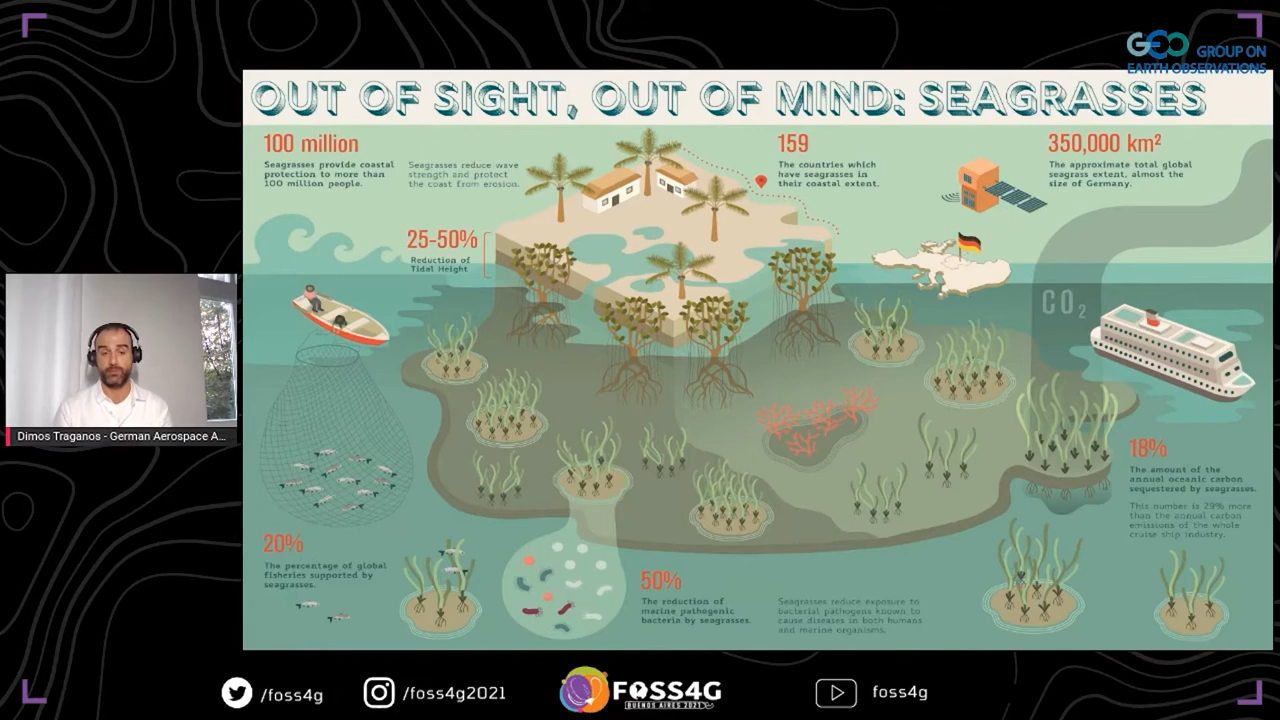 GEO GROUP ON
EARTH OBSERVATIONS
OUT OF SIGHT, OUT OF MIND: SEAGRASSES
100 million
Seagrasses provide coastal
protection to more than
100 million people.
Seagrasses reduce wave
strength and protect
the coast from erosion.
159
The countries which
have seagrasses in
their coastal extent.
350,000 km²
The approximate total global
seagrass extent, almost the
size of Germany.
25-50%
Reduction of
Tidal Height
CO₂
Dimos Traganos - German Aerospace A...
18%
The amount of the
annual oceanic carbon
sequestered by seagrasses.
This number is 29% more
than the annual carbon
emissions of the whole
cruise ship industry.
20%
The percentage of global
fisheries supported by
seagrasses.
50%
The reduction of
marine pathogenic
bacteria by seagrasses.
Seagrasses reduce exposure to
bacterial pathogens known to
cause diseases in both humans
and marine organisms.
/foss4g
/foss4g2021
FOSS4G
BUENOS AIRES 2021
foss4g